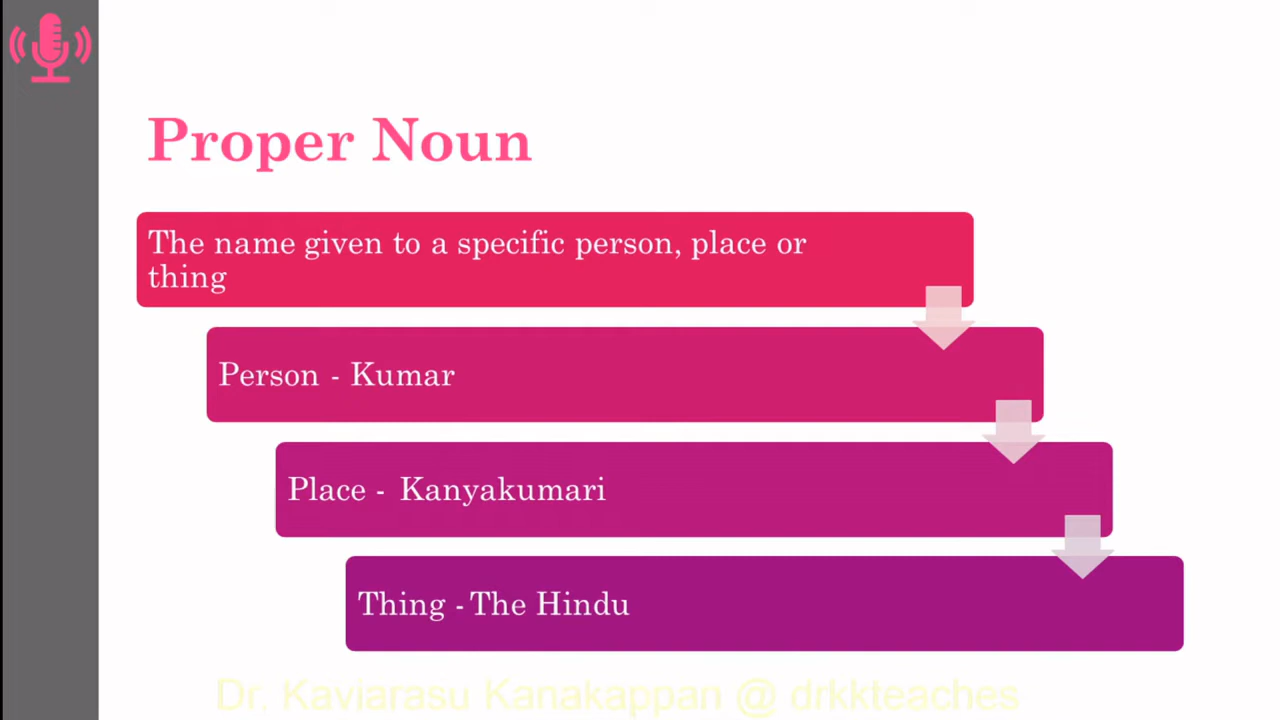 Proper Noun
The name given to a specific person, place or
thing
Person - Kumar
Place - Kanyakumari
Thing - The Hindu
Dr. Kaviarasu Kanakappan @ drkkteaches